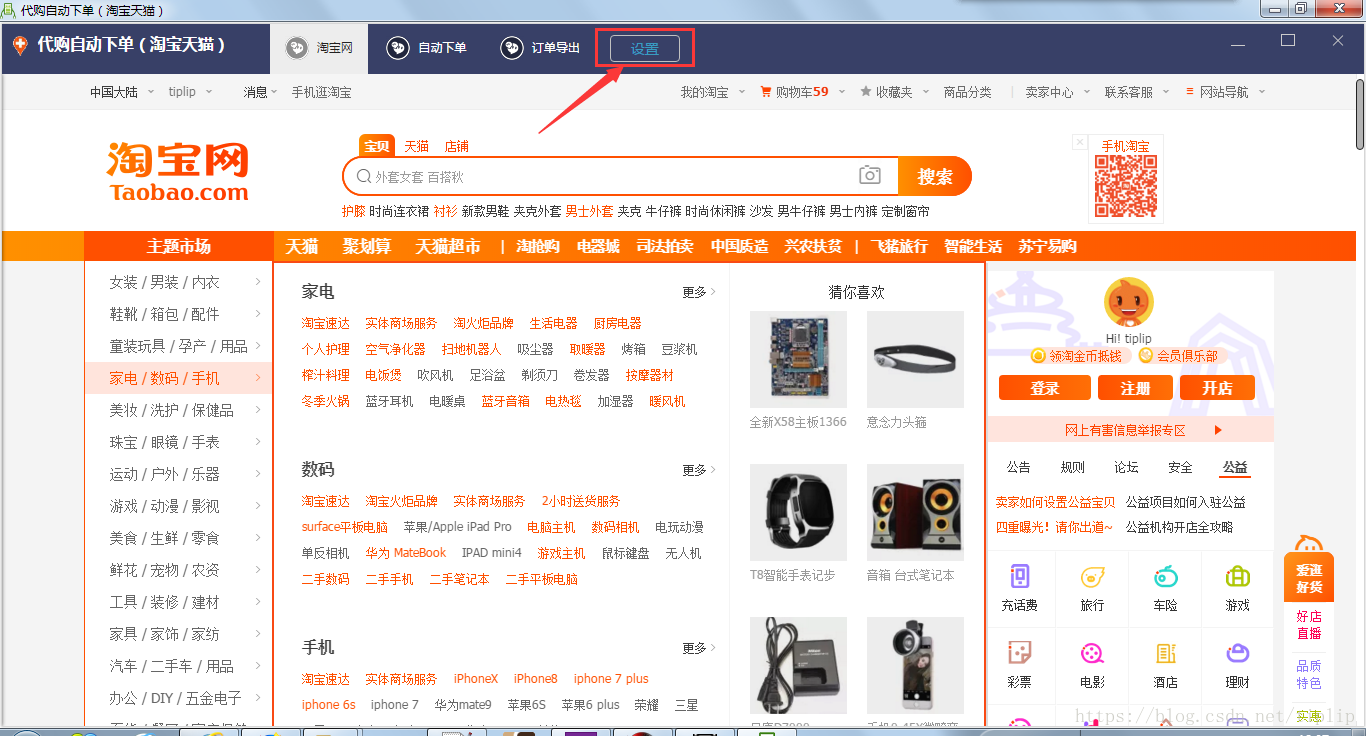 代购自动下单（淘宝天猫）
代购自动下单（淘宝天猫） 淘宝网 自动下单 订单导出 设置
中国大陆 tiplip 消息 手机逛淘宝 我的淘宝 购物车59 收藏夹 商品分类 卖家中心 联系客服 网站导航
宝贝 天猫 店铺 手机淘宝
淘宝网
Taobao.com
外套女套 百搭秋 搜索
护膝 时尚连衣裙 衬衫 新款男鞋 夹克外套 男士外套 夹克 牛仔裤 时尚休闲裤 沙发 男牛仔裤 男士内裤 定制窗帘
主题市场 天猫 聚划算 天猫超市 | 淘抢购 电器城 司法拍卖 中国质造 兴农扶贫 | 飞猪旅行 智能生活 苏宁易购
女装 / 男装 / 内衣
鞋靴 / 箱包 / 配件
童装玩具 / 孕产 / 用品
家电 / 数码 / 手机
美妆 / 洗护 / 保健品
珠宝 / 眼镜 / 手表
运动 / 户外 / 乐器
游戏 / 动漫 / 影视
美食 / 生鲜 / 零食
鲜花 / 宠物 / 农资
工具 / 装修 / 建材
家具 / 家饰 / 家纺
汽车 / 二手车 / 用品
办公 / DIY / 五金电子
家电 更多
淘宝速达 实体商场服务 淘火炬品牌 生活电器 厨房电器
个人护理 空气净化器 扫地机器人 吸尘器 取暖器 烤箱 豆浆机
榨汁料理 电饭煲 吹风机 足浴盆 剃须刀 卷发器 按摩器材
冬季火锅 蓝牙耳机 电暖桌 蓝牙音箱 电热毯 加湿器 暖风机
数码 更多
淘宝速达 淘宝火炬品牌 实体商场服务 2小时送货服务
surface平板电脑 苹果/Apple iPad Pro 电脑主机 数码相机 电玩动漫
单反相机 华为 MateBook IPAD mini4 游戏主机 鼠标键盘 无人机
二手数码 二手手机 二手笔记本 二手平板电脑
手机 更多
淘宝速达 实体商场服务 iPhoneX iPhone8 iphone 7 plus
iphone 6s iphone 7 华为mate9 苹果6S 苹果6 plus 荣耀 三星
猜你喜欢
全新X58主板1366 意念力头箍
T8智能手表记步 音箱 台式笔记本
Hi! tiplip
领淘金币抵钱 会员俱乐部
登录 注册 开店
网上有害信息举报专区
公告 规则 论坛 安全 公益
卖家如何设置公益宝贝 公益项目如何入驻公益
四重曝光！请你出道~ 公益机构开店全攻略
充话费 旅行 车险 游戏
彩票 电影 酒店 理财
爱逛
好货
好店
直播
品质
特色
实惠
https://blog.csdn.net/tiplip